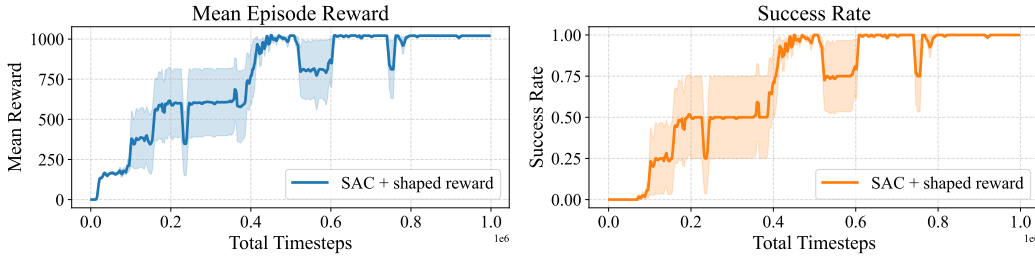 Mean Episode Reward
Mean Reward
1000
750
500
250
0
SAC + shaped reward
0.0 0.2 0.4 0.6 0.8 1.0
1e6
Total Timesteps
Success Rate
Success Rate
1.00
0.75
0.50
0.25
0.00
SAC + shaped reward
0.0 0.2 0.4 0.6 0.8 1.0
Total Timesteps